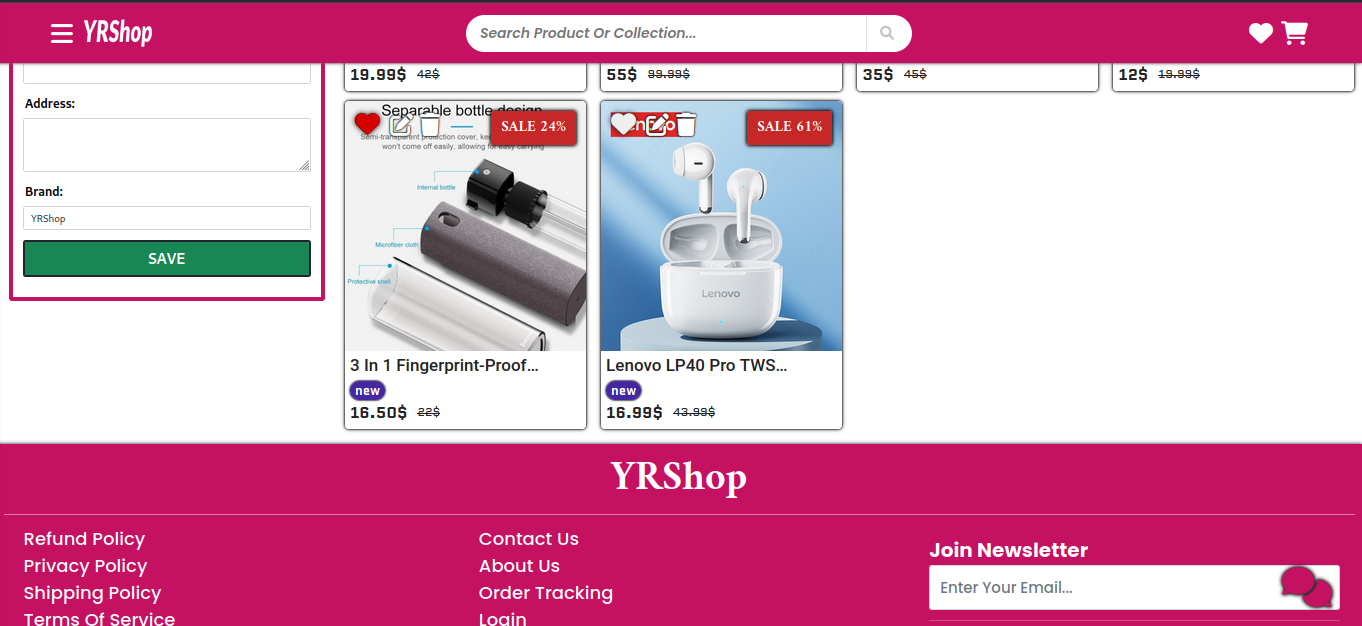 YRShop
Search Product Or Collection...
19.99$ 42$
55$ 99.99$
35$ 45$
12$ 19.99$
Address:
Brand:
YRShop
SAVE
Separable bottle design
SALE 24%
Semi-transparent protection cover,
won't come off easily, allowing for easy carrying
Internal bottle
Microfiber cloth
Protective shell
3 In 1 Fingerprint-Proof...
new
16.50$ 22$
SALE 61%
Lenovo
Lenovo LP40 Pro TWS...
new
16.99$ 43.99$
YRShop
Refund Policy
Privacy Policy
Shipping Policy
Terms Of Service
Contact Us
About Us
Order Tracking
Login
Join Newsletter
Enter Your Email...